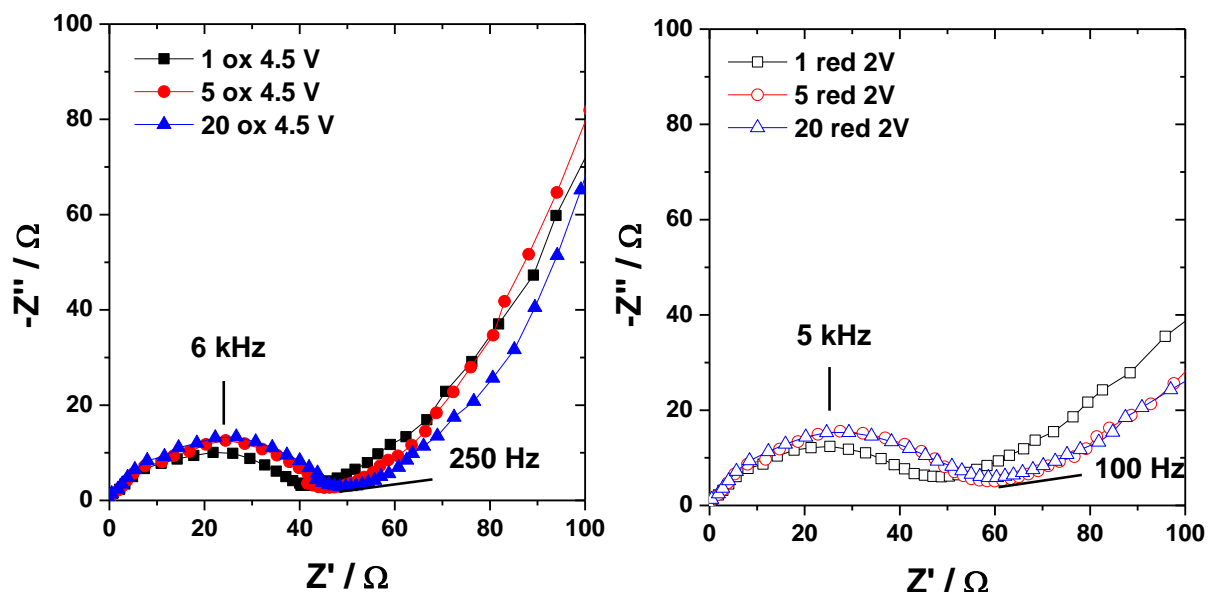 100
80
60
40
20
0
-Z'' / Ω
1 ox 4.5 V
5 ox 4.5 V
20 ox 4.5 V
6 kHz
250 Hz
0 20 40 60 80 100
Z' / Ω
100
80
60
40
20
0
-Z'' / Ω
1 red 2V
5 red 2V
20 red 2V
5 kHz
100 Hz
0 20 40 60 80 100
Z' / Ω